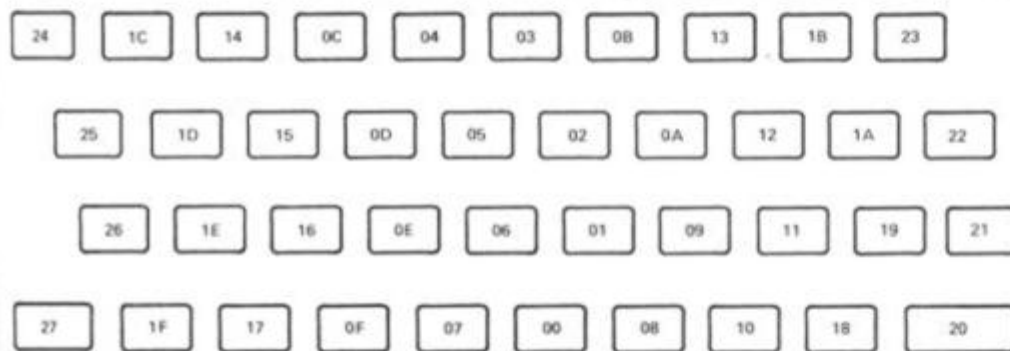 24 1C 14 0C 04 03 0B 13 1B 23
25 1D 15 0D 05 02 0A 12 1A 22
26 1E 16 0E 06 01 09 11 19 21
27 1F 17 0F 07 00 08 10 18 20